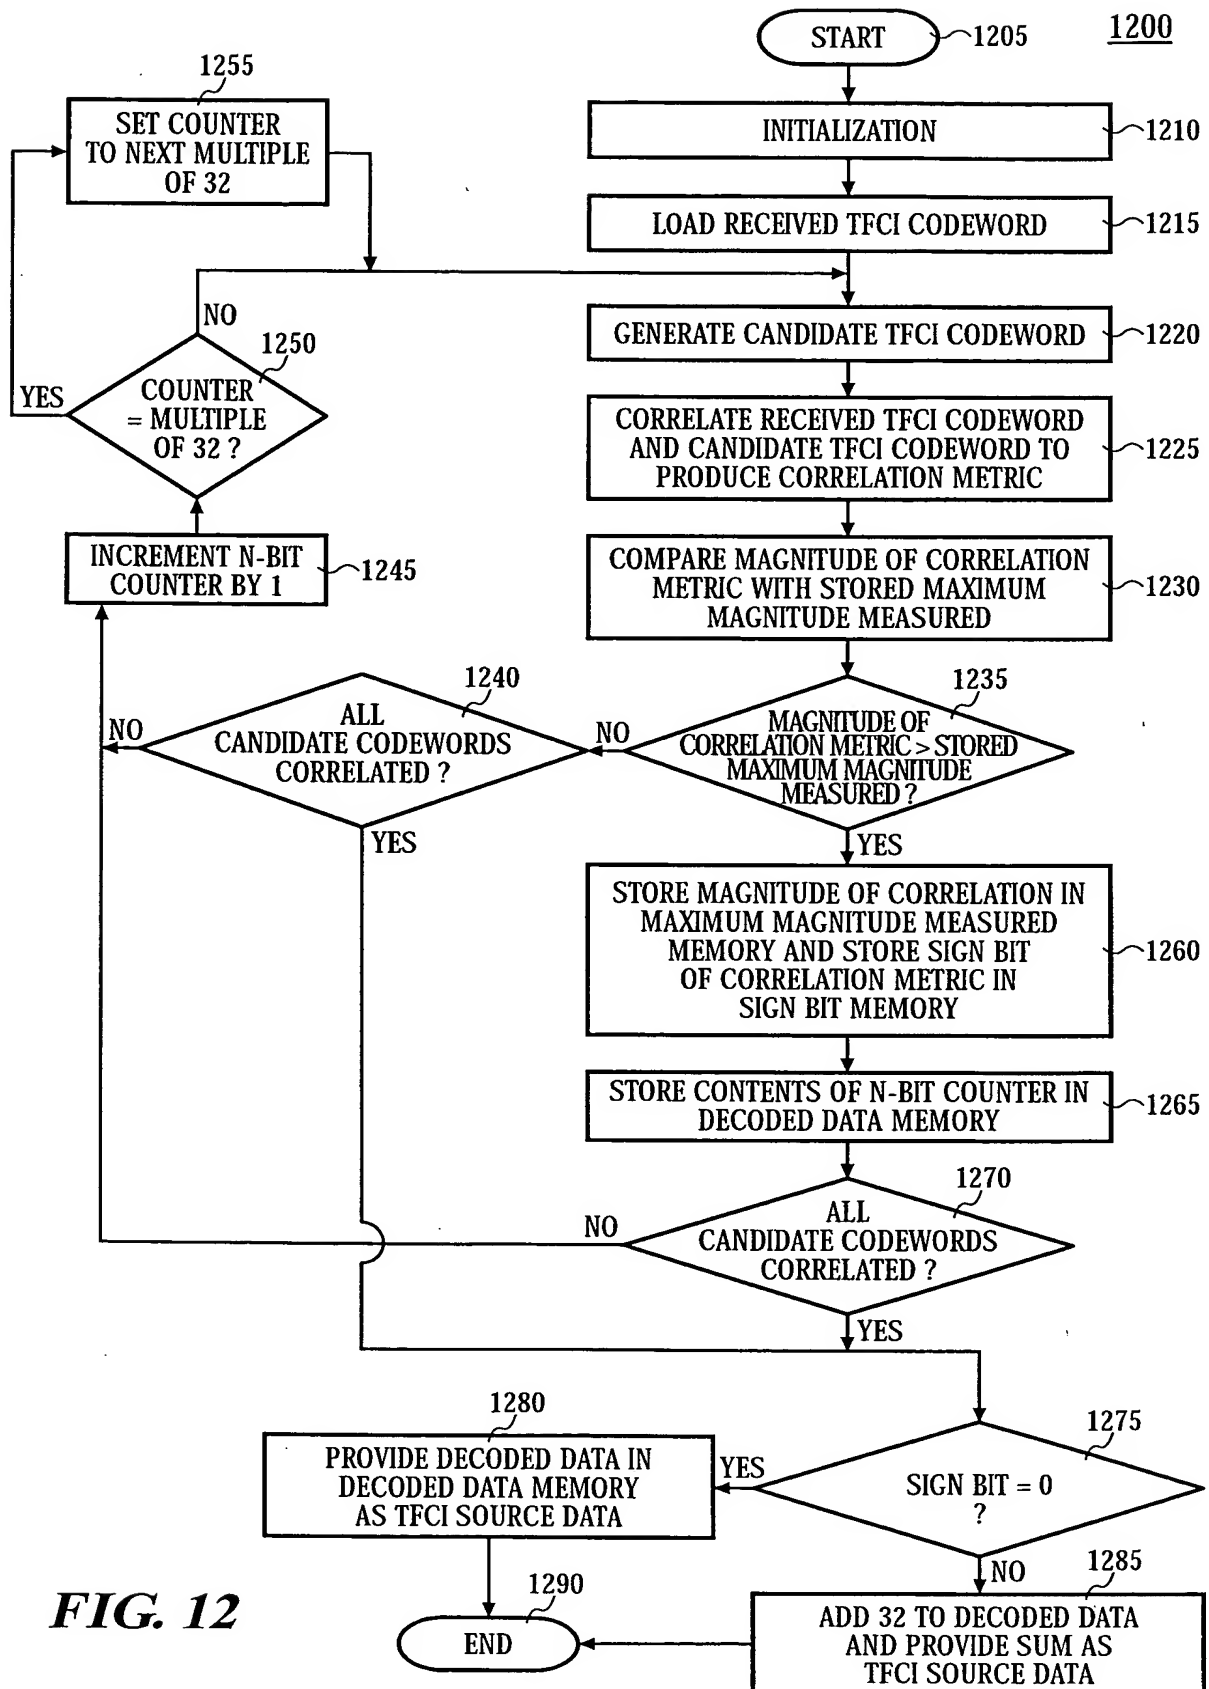 1200
START
1205
INITIALIZATION
1210
LOAD RECEIVED TFCI CODEWORD
1215
GENERATE CANDIDATE TFCI CODEWORD
1220
CORRELATE RECEIVED TFCI CODEWORD
AND CANDIDATE TFCI CODEWORD TO
PRODUCE CORRELATION METRIC
1225
COMPARE MAGNITUDE OF CORRELATION
METRIC WITH STORED MAXIMUM
MAGNITUDE MEASURED
1230
MAGNITUDE OF
CORRELATION METRIC > STORED
MAXIMUM MAGNITUDE
MEASURED ?
1235
NO
YES
ALL
CANDIDATE CODEWORDS
CORRELATED ?
1240
NO
YES
INCREMENT N-BIT
COUNTER BY 1
1245
COUNTER
= MULTIPLE
OF 32 ?
1250
NO
YES
SET COUNTER
TO NEXT MULTIPLE
OF 32
1255
STORE MAGNITUDE OF CORRELATION IN
MAXIMUM MAGNITUDE MEASURED
MEMORY AND STORE SIGN BIT
OF CORRELATION METRIC IN
SIGN BIT MEMORY
1260
STORE CONTENTS OF N-BIT COUNTER IN
DECODED DATA MEMORY
1265
ALL
CANDIDATE CODEWORDS
CORRELATED ?
1270
NO
YES
SIGN BIT = 0
?
1275
YES
NO
PROVIDE DECODED DATA IN
DECODED DATA MEMORY
AS TFCI SOURCE DATA
1280
ADD 32 TO DECODED DATA
AND PROVIDE SUM AS
TFCI SOURCE DATA
1285
END
1290
FIG. 12